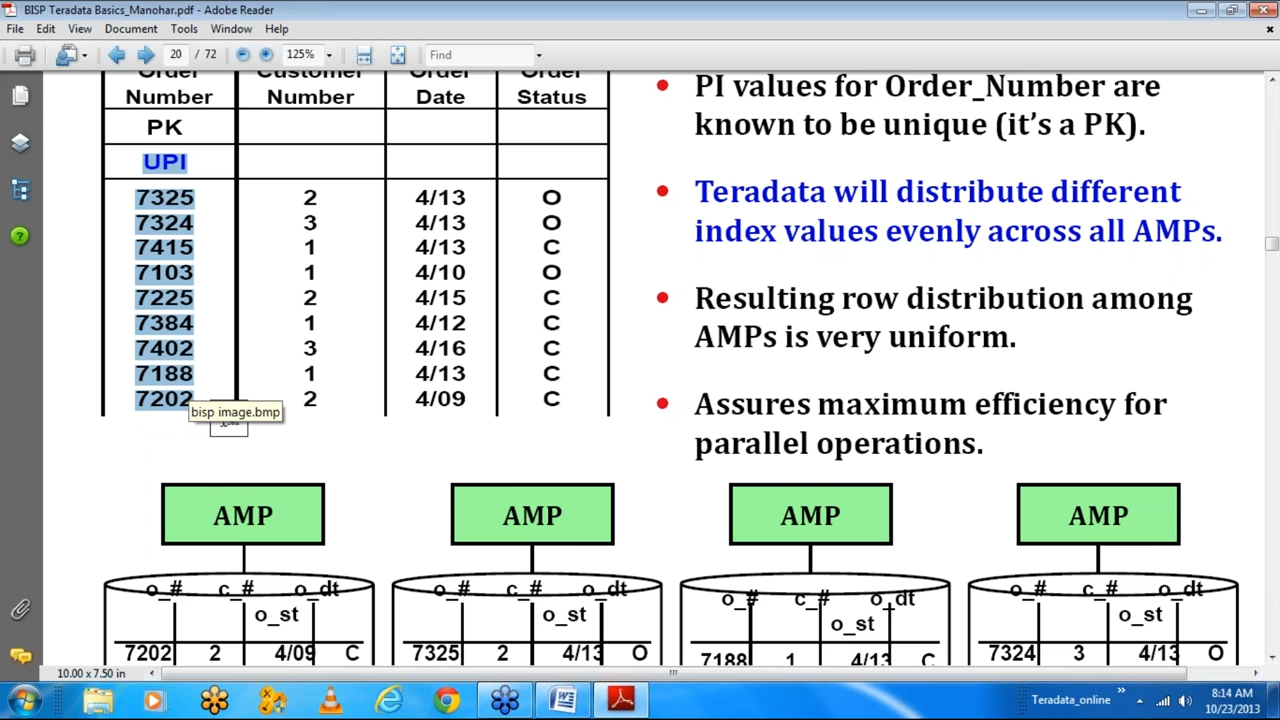 BISP Teradata Basics_Manohar.pdf - Adobe Reader
File Edit View Document Tools Window Help
20 / 72 125% Find
Order Customer Order Order
Number Number Date Status
PK
UPI
7325 2 4/13 O
7324 3 4/13 O
7415 1 4/13 C
7103 1 4/10 O
7225 2 4/15 C
7384 1 4/12 C
7402 3 4/16 C
7188 1 4/13 C
7202 2 4/09 C
bisp image.bmp
• PI values for Order_Number are
known to be unique (it's a PK).
• Teradata will distribute different
index values evenly across all AMPs.
• Resulting row distribution among
AMPs is very uniform.
• Assures maximum efficiency for
parallel operations.
AMP AMP AMP AMP
o_# c_# o_dt o_# c_# o_dt o_# c_# o_dt o_# c_# o_dt
o_st o_st o_st o_st
7202 2 4/09 C 7325 2 4/13 O 7188 1 4/13 C 7324 3 4/13 O
10.00 x 7.50 in
Teradata_online
8:14 AM
10/23/2013